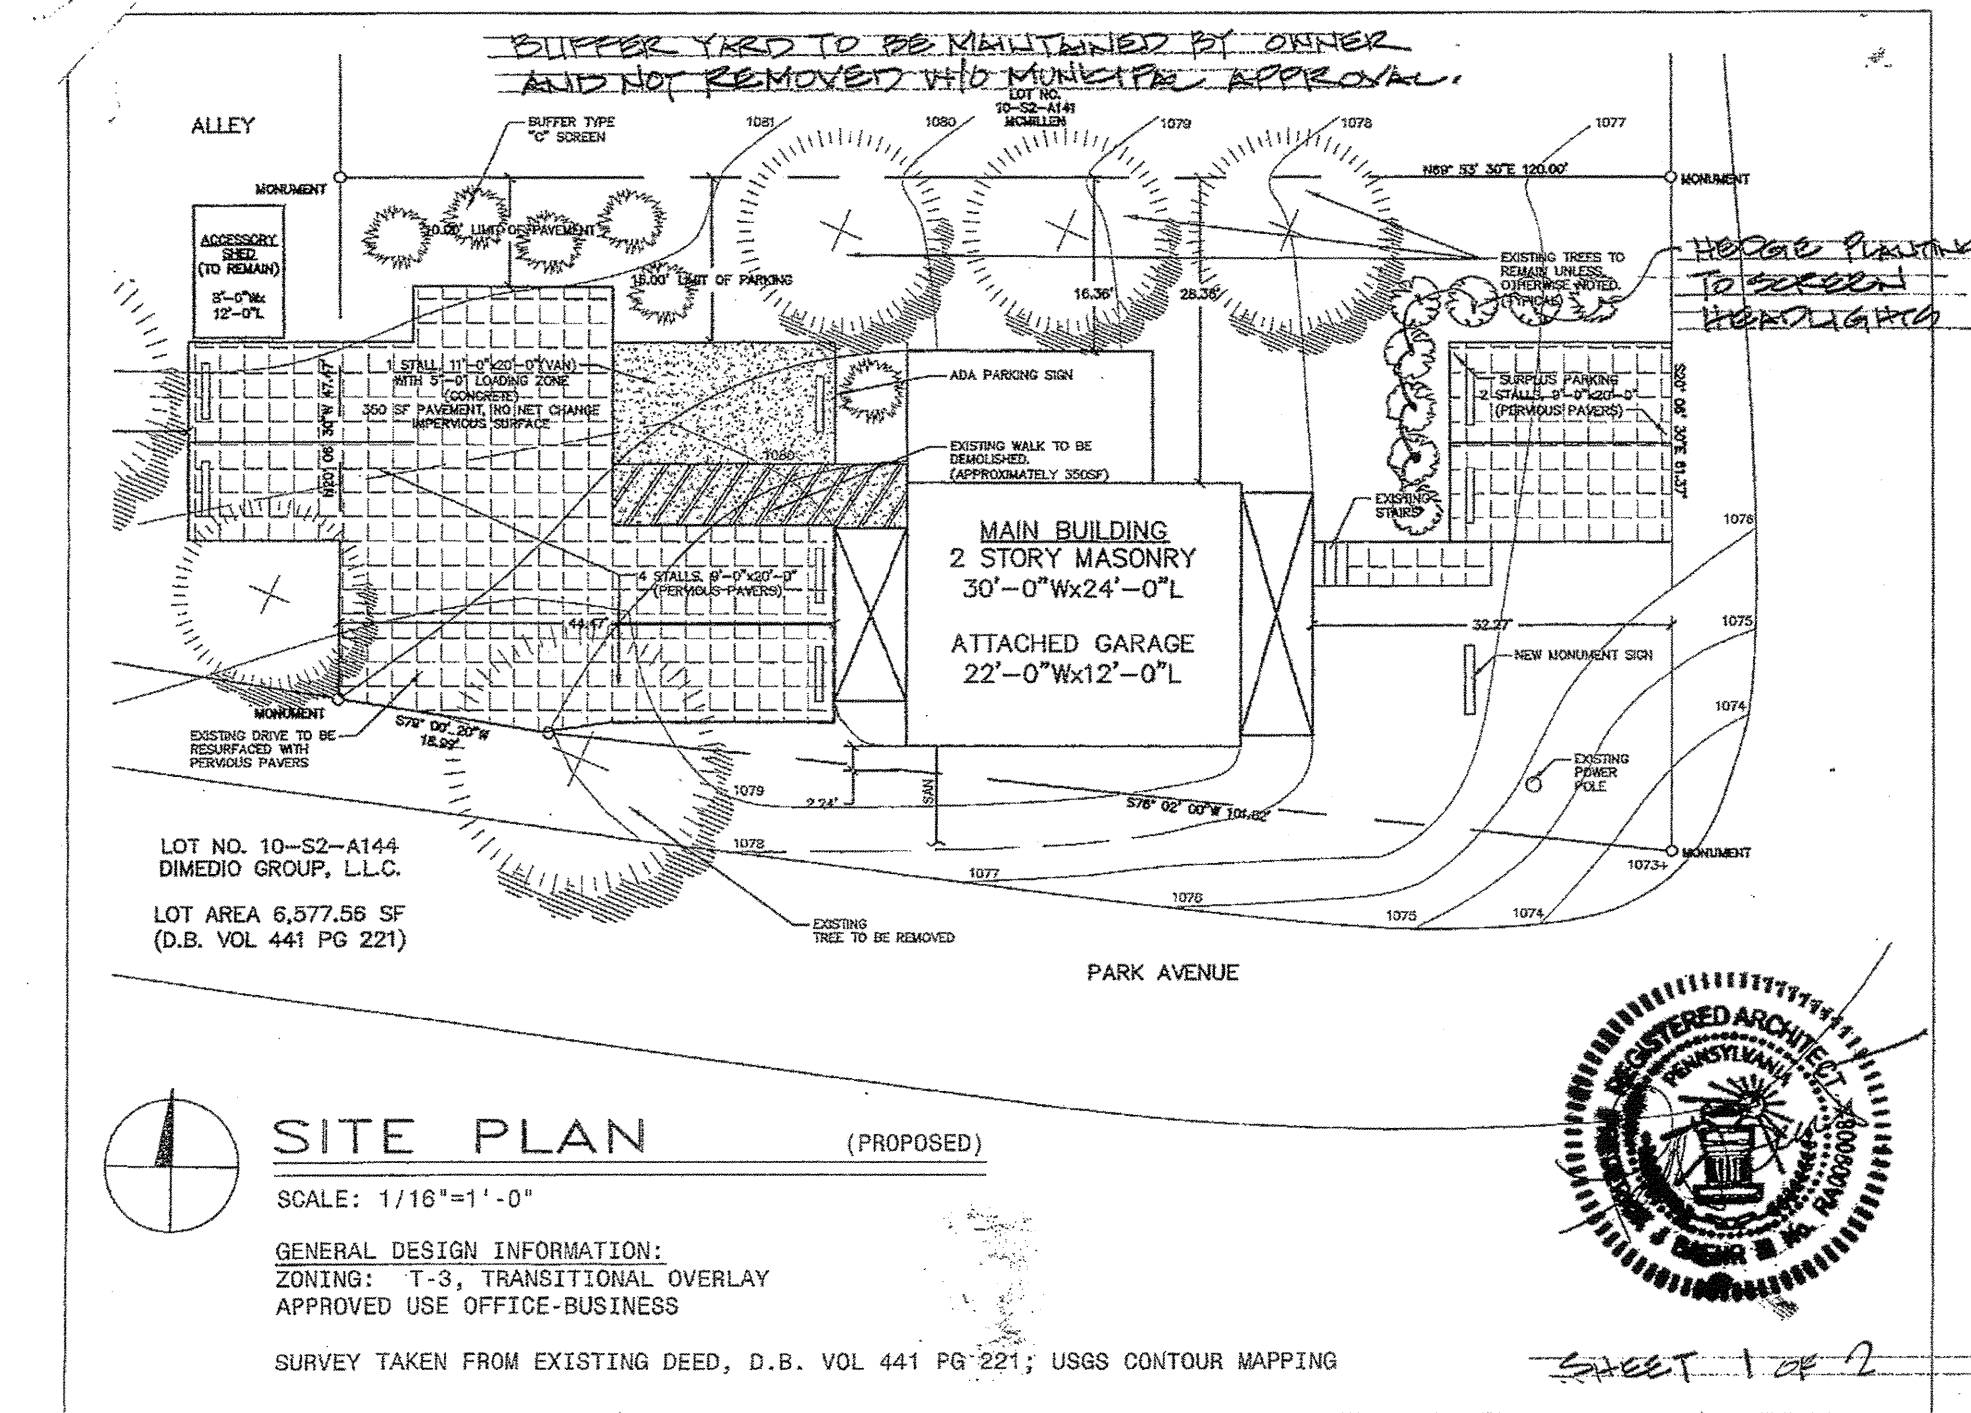 BUFFER YARD TO BE MAINTAINED BY OWNER
AND NOT REMOVED W/O MUNICIPAL APPROVAL.
LOT NO.
10-S2-A141
MCMILLEN
ALLEY
BUFFER TYPE
"C" SCREEN
1081
1080
1079
1078
1077
MONUMENT
N69° 53' 30"E 120.00'
MONUMENT
ACCESSORY
SHED
(TO REMAIN)
8'-0"Wx
12'-0"L
10.00' LIMIT OF PAVEMENT
15.00' LIMIT OF PARKING
16.36'
28.36'
EXISTING TREES TO
REMAIN UNLESS
OTHERWISE NOTED.
(TYPICAL)
HEDGE PLANTING
TO SCREEN
HEADLIGHTS
1 STALL, 11'-0"x20'-0"(VAN)
WITH 5'-0" LOADING ZONE
(CONCRETE)
350 SF PAVEMENT, NO NET CHANGE
IMPERVIOUS SURFACE
N20° 06' 30"W 47.47'
ADA PARKING SIGN
SURPLUS PARKING
2 STALLS, 9'-0"x20'-0"
(PERVIOUS PAVERS)
S20° 06' 30"E 61.37'
1080
EXISTING WALK TO BE
DEMOLISHED.
(APPROXIMATELY 350SF)
EXISTING
STAIRS
1076
MAIN BUILDING
2 STORY MASONRY
30'-0"Wx24'-0"L
ATTACHED GARAGE
22'-0"Wx12'-0"L
4 STALLS, 9'-0"x20'-0"
(PERVIOUS PAVERS)
44.47'
32.27'
1075
NEW MONUMENT SIGN
1074
MONUMENT
S79° 00' 20"W
18.99'
EXISTING DRIVE TO BE
RESURFACED WITH
PERVIOUS PAVERS
EXISTING
POWER
POLE
1079
2.24'
SAN
S76° 02' 00"W 101.62'
1078
1077
1076
1075
1074
1073+
MONUMENT
LOT NO. 10-S2-A144
DIMEDIO GROUP, L.L.C.
LOT AREA 6,577.56 SF
(D.B. VOL 441 PG 221)
EXISTING
TREE TO BE REMOVED
PARK AVENUE
REGISTERED ARCHITECT
PENNSYLVANIA
SITE PLAN
(PROPOSED)
SCALE: 1/16"=1'-0"
GENERAL DESIGN INFORMATION:
ZONING: T-3, TRANSITIONAL OVERLAY
APPROVED USE OFFICE-BUSINESS
SURVEY TAKEN FROM EXISTING DEED, D.B. VOL 441 PG 221; USGS CONTOUR MAPPING
SHEET 1 OF 2